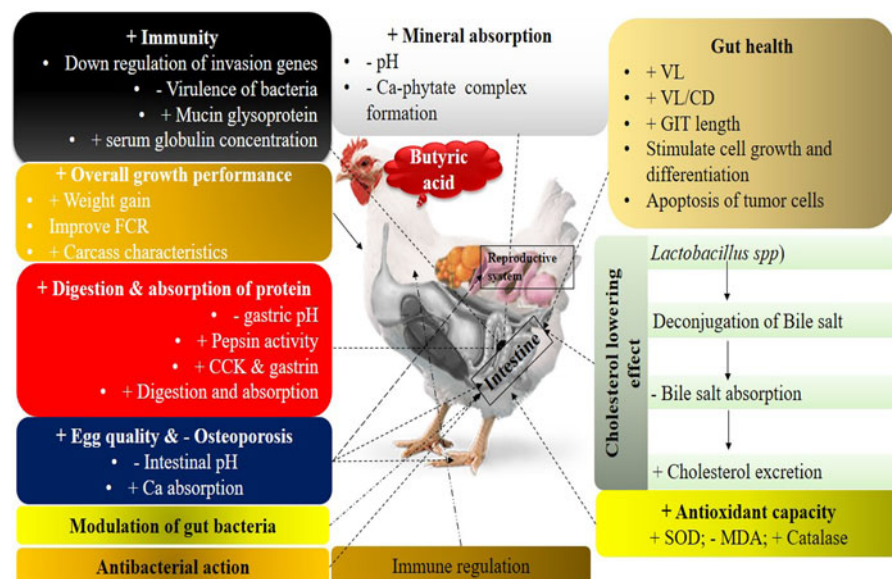 + Immunity
• Down regulation of invasion genes
• - Virulence of bacteria
• + Mucin glysoprotein
• + serum globulin concentration
+ Mineral absorption
• - pH
• - Ca-phytate complex
formation
Gut health
• + VL
• + VL/CD
• + GIT length
• Stimulate cell growth and
differentiation
• Apoptosis of tumor cells
Butyric
acid
+ Overall growth performance
• + Weight gain
• Improve FCR
• + Carcass characteristics
Reproductive
system
Intestine
+ Digestion & absorption of protein
• - gastric pH
• + Pepsin activity
• + CCK & gastrin
• + Digestion and absorption
Cholesterol lowering
effect
Lactobacillus spp)
Deconjugation of Bile salt
- Bile salt absorption
+ Cholesterol excretion
+ Egg quality & - Osteoporosis
• - Intestinal pH
• + Ca absorption
+ Antioxidant capacity
+ SOD; - MDA; + Catalase
Modulation of gut bacteria
Antibacterial action
Immune regulation